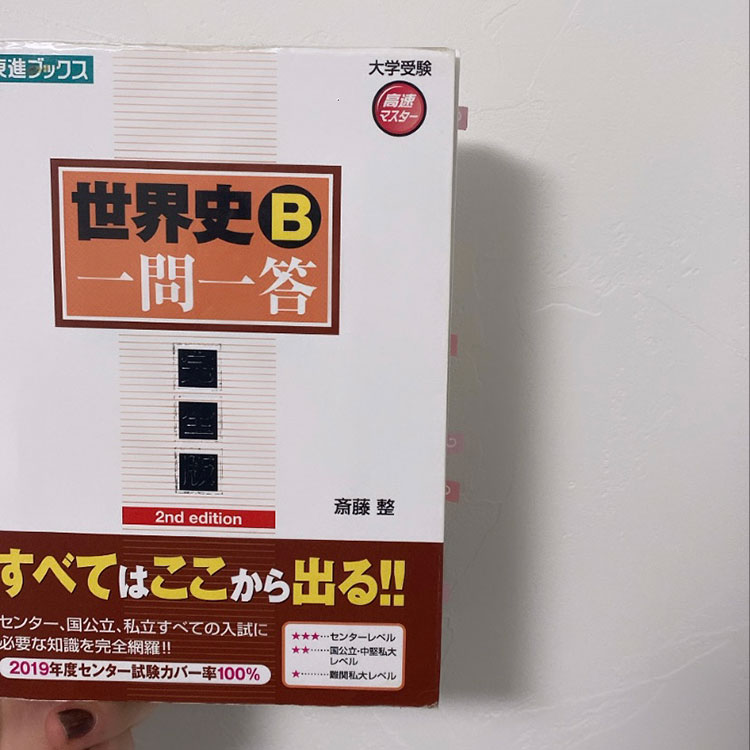 東進ブックス
大学受験
高速
マスター
世界史B
一問一答
完全版
2nd edition
斎藤 整
すべてはここから出る!!
センター、国公立、私立すべての入試に
必要な知識を完全網羅!!
2019年度センター試験カバー率100%
★★★…センターレベル
★★……国公立・中堅私大
レベル
★………難関私大レベル